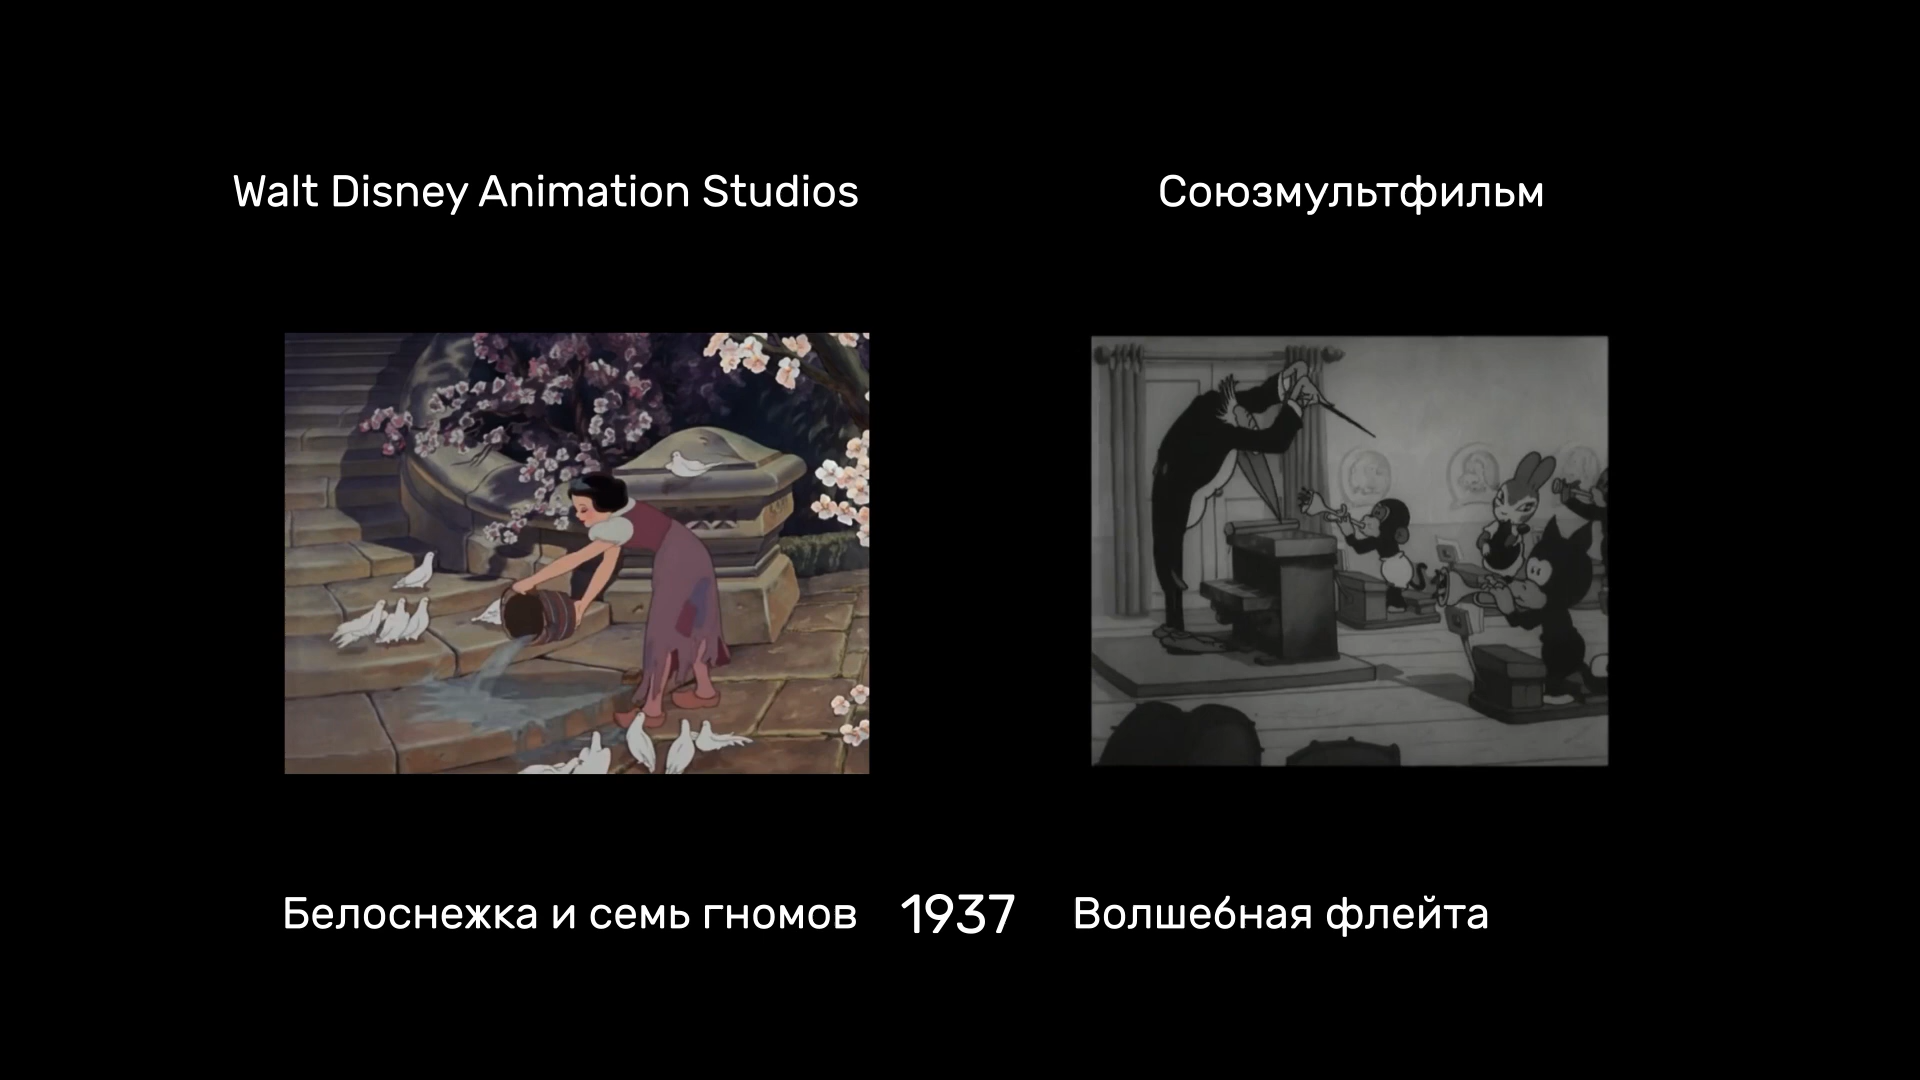 Walt Disney Animation Studios
Союзмультфильм
Белоснежка и семь гномов
1937
Волшебная флейта